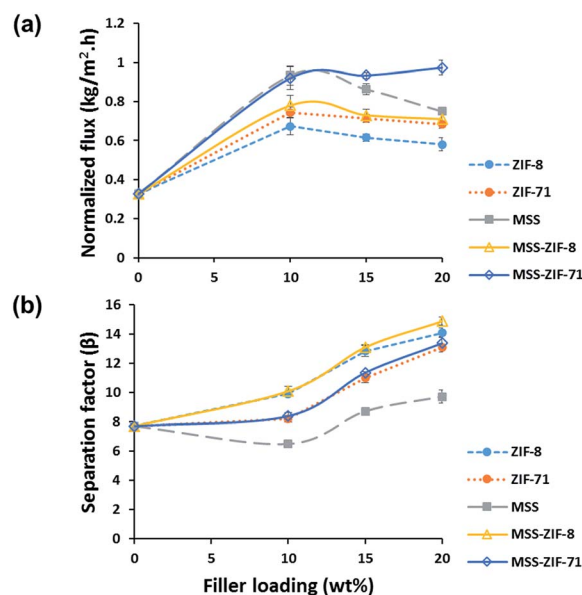 (a)
Normalized flux (kg/m².h)
1.2
1
0.8
0.6
0.4
0.2
0
0
5
10
15
20
ZIF-8
ZIF-71
MSS
MSS-ZIF-8
MSS-ZIF-71
(b)
Separation factor (β)
16
14
12
10
8
6
4
2
0
0
5
10
15
20
Filler loading (wt%)
ZIF-8
ZIF-71
MSS
MSS-ZIF-8
MSS-ZIF-71